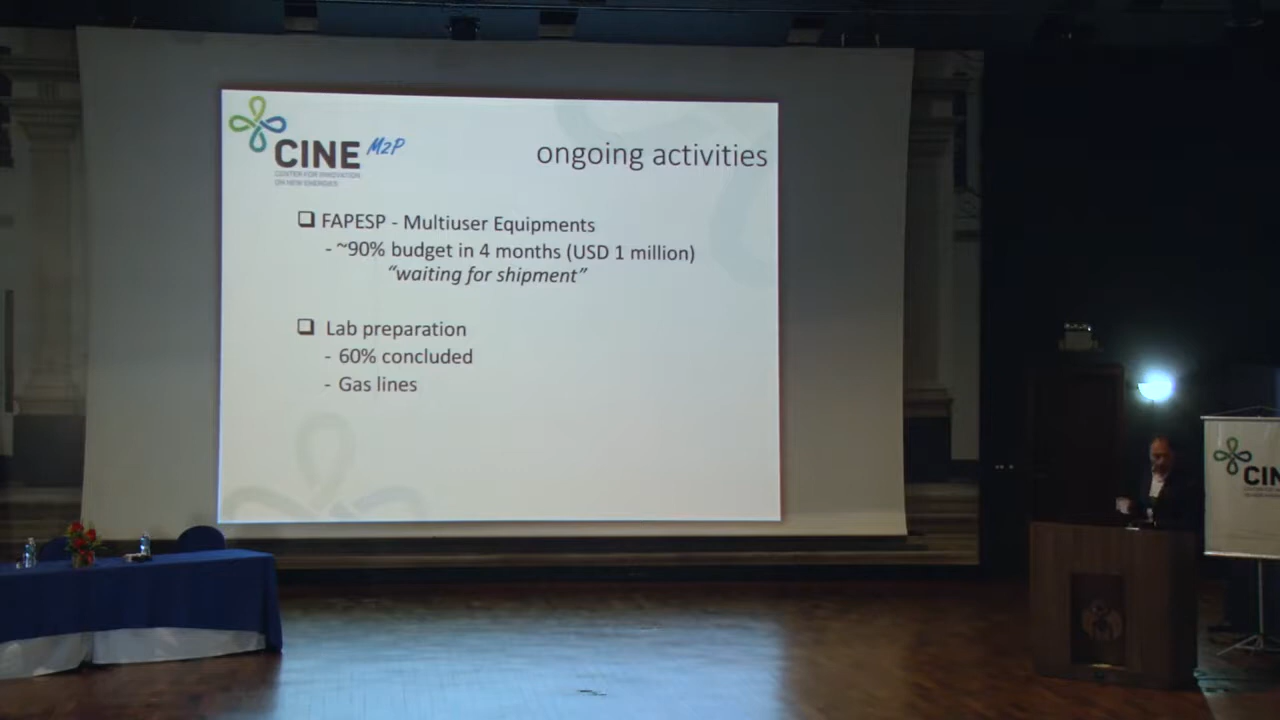 CINE M2P
CENTER FOR INNOVATION
ON NEW ENERGIES
ongoing activities
❑ FAPESP - Multiuser Equipments
- ~90% budget in 4 months (USD 1 million)
"waiting for shipment"
❑ Lab preparation
- 60% concluded
- Gas lines
CIN